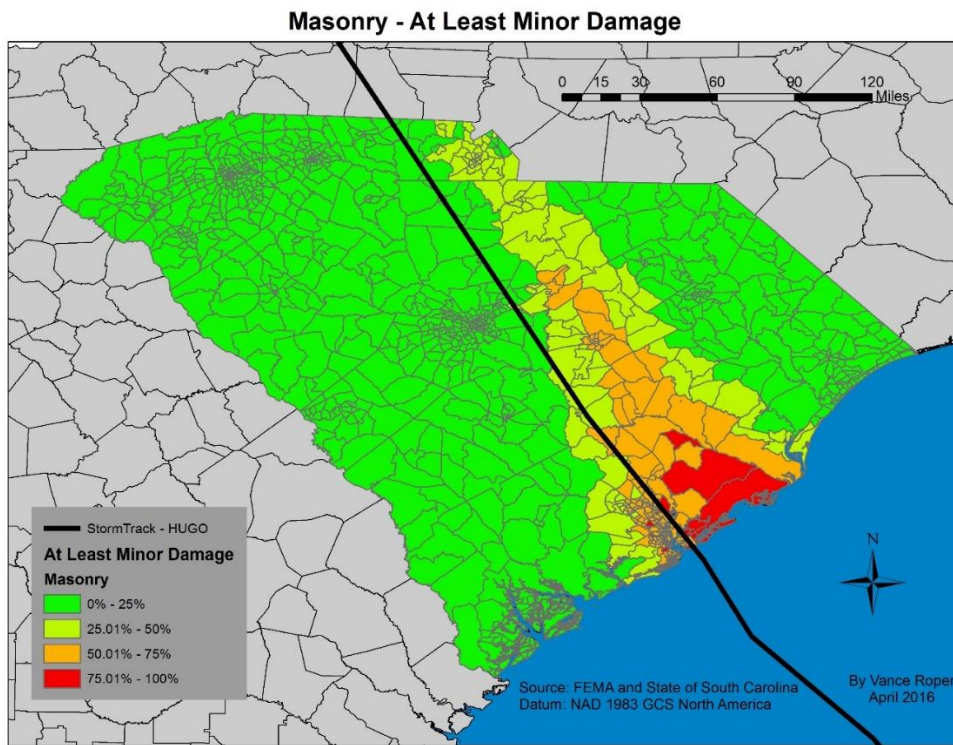 Masonry - At Least Minor Damage
0 15 30 60 90 120
Miles
StormTrack - HUGO
At Least Minor Damage
Masonry
0% - 25%
25.01% - 50%
50.01% - 75%
75.01% - 100%
N
Source: FEMA and State of South Carolina
Datum: NAD 1983 GCS North America
By Vance Roper
April 2016